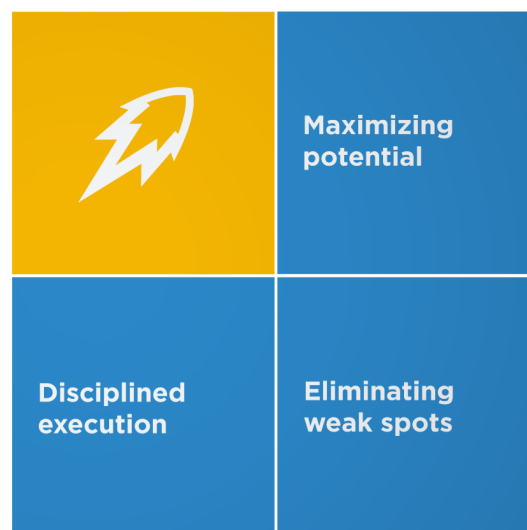 Maximizing
potential
Disciplined
execution
Eliminating
weak spots